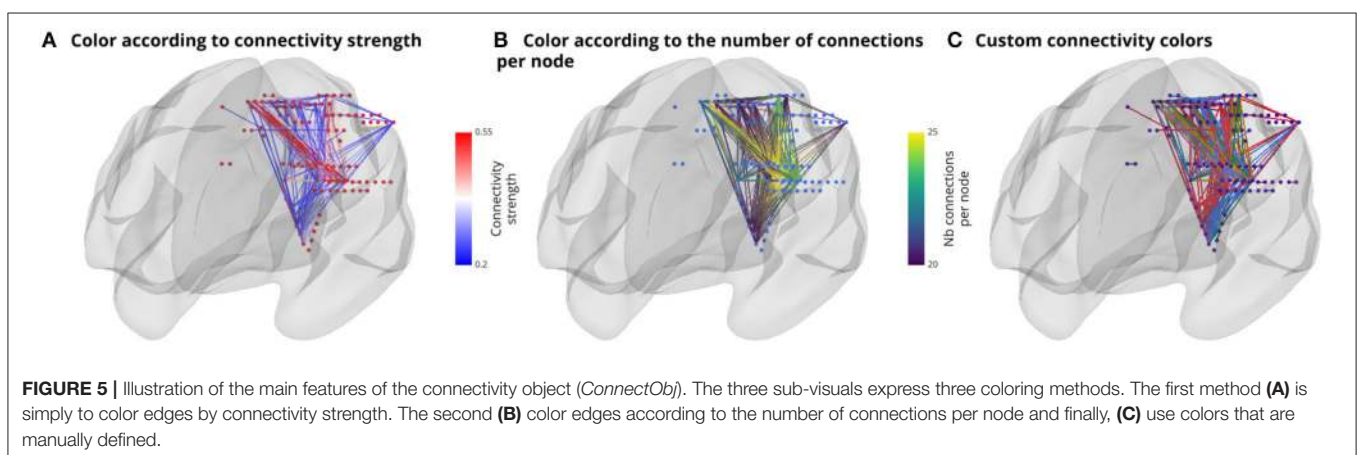 A Color according to connectivity strength
B Color according to the number of connections
per node
C Custom connectivity colors
0.55
Connectivity
strength
0.2
25
Nb connections
per node
20
FIGURE 5 | Illustration of the main features of the connectivity object (ConnectObj). The three sub-visuals express three coloring methods. The first method (A) is
simply to color edges by connectivity strength. The second (B) color edges according to the number of connections per node and finally, (C) use colors that are
manually defined.